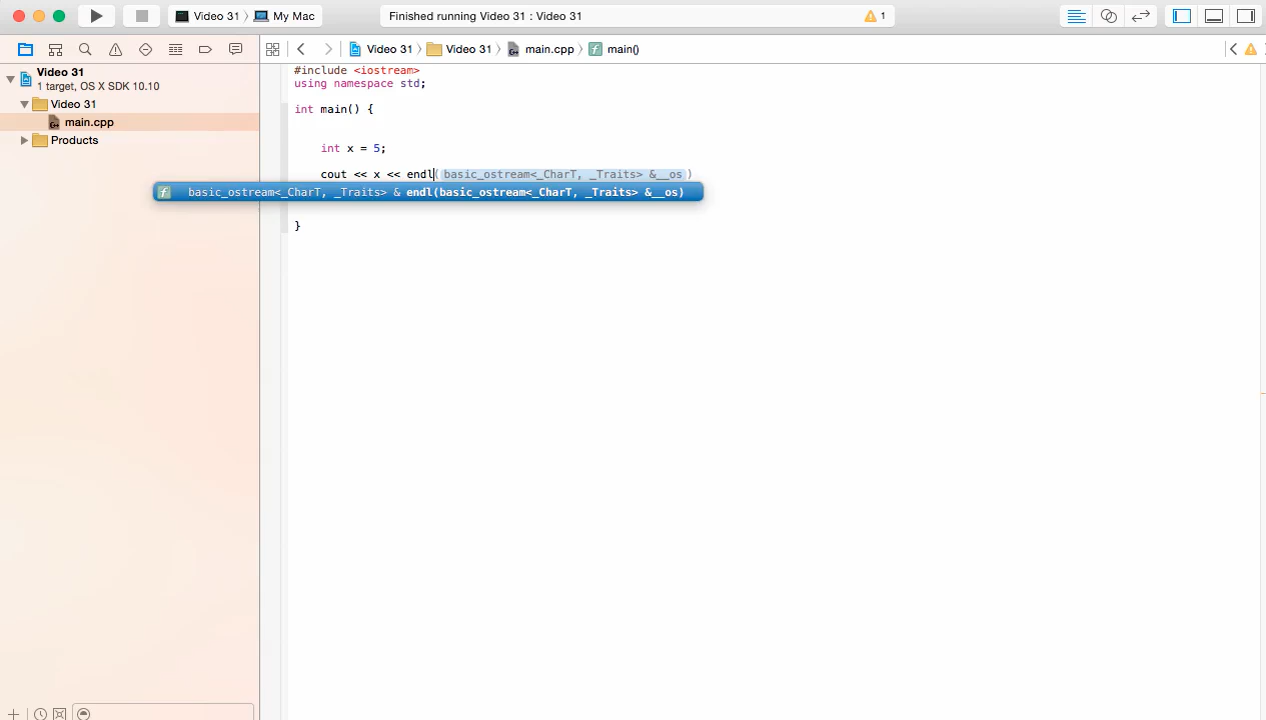 Video 31 〉 My Mac
Finished running Video 31 : Video 31
1
Video 31 〉 Video 31 〉 main.cpp 〉 main()
Video 31
1 target, OS X SDK 10.10
Video 31
main.cpp
Products
#include <iostream>
using namespace std;
int main() {
int x = 5;
cout << x << endl(basic_ostream<_CharT, _Traits> &__os)
f basic_ostream<_CharT, _Traits> & endl(basic_ostream<_CharT, _Traits> &__os)
}